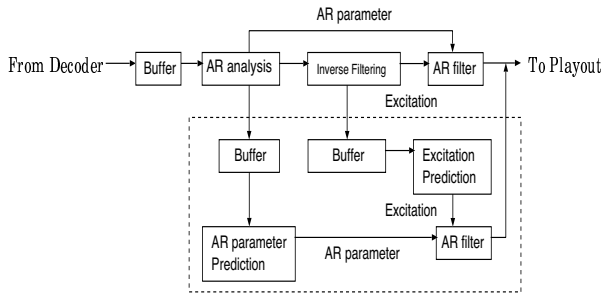 AR parameter
From Decoder
Buffer
AR analysis
Inverse Filtering
AR filter
To Playout
Excitation
Buffer
Buffer
Excitation
Prediction
Excitation
AR parameter
Prediction
AR parameter
AR filter